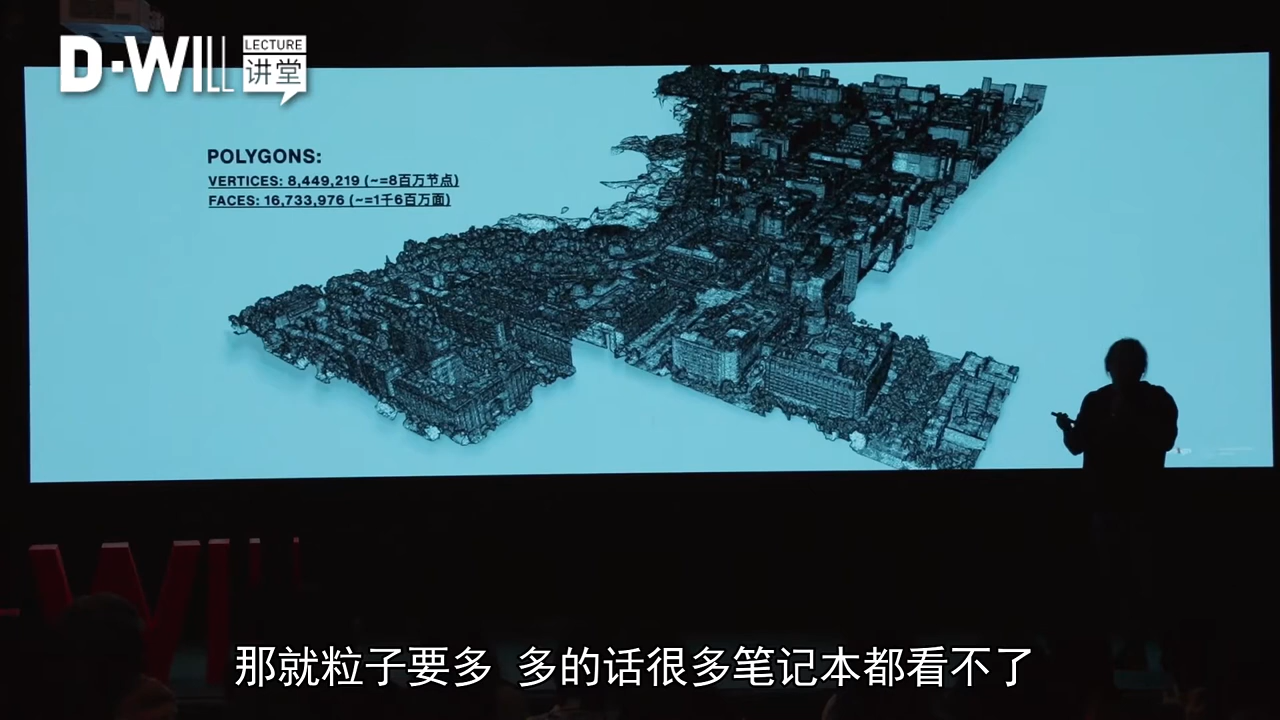 D·WILL
LECTURE
讲堂
POLYGONS:
VERTICES: 8,449,219 (~=8百万节点)
FACES: 16,733,976 (~=1千6百万面)
WILL
那就粒子要多 多的话很多笔记本都看不了